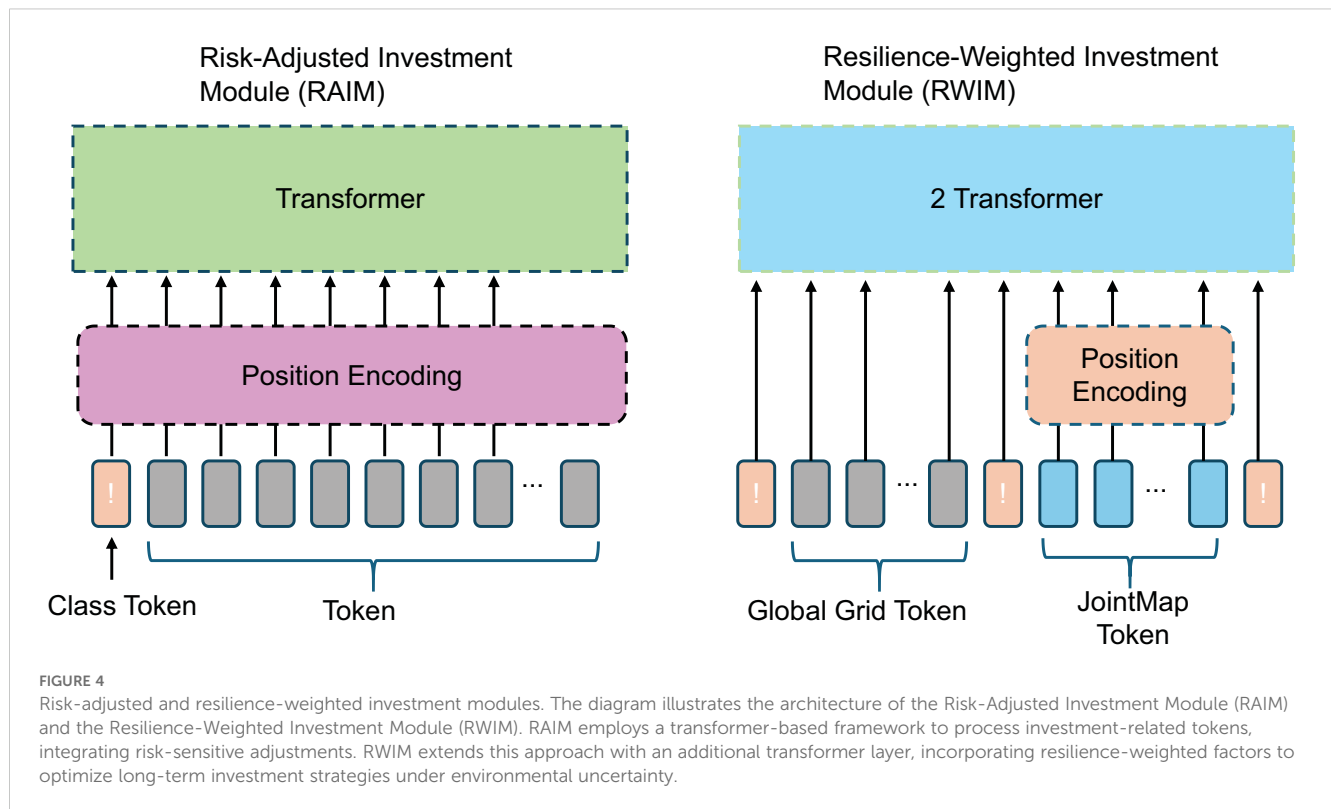 Risk-Adjusted Investment
Module (RAIM)
Transformer
Position Encoding
!
...
Class Token
Token
Resilience-Weighted Investment
Module (RWIM)
2 Transformer
Position
Encoding
!
...
!
...
!
Global Grid Token
JointMap
Token
FIGURE 4
Risk-adjusted and resilience-weighted investment modules. The diagram illustrates the architecture of the Risk-Adjusted Investment Module (RAIM)
and the Resilience-Weighted Investment Module (RWIM). RAIM employs a transformer-based framework to process investment-related tokens,
integrating risk-sensitive adjustments. RWIM extends this approach with an additional transformer layer, incorporating resilience-weighted factors to
optimize long-term investment strategies under environmental uncertainty.